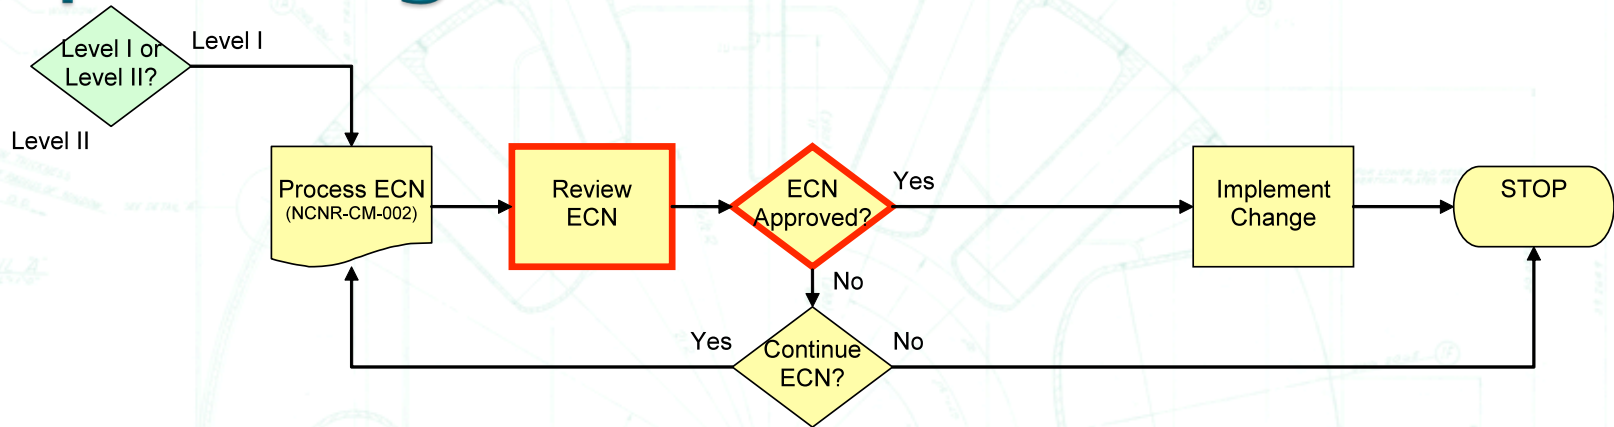 Level I or
Level II?
Level I
Level II
Process ECN
(NCNR-CM-002)
Review
ECN
ECN
Approved?
Yes
No
Implement
Change
STOP
Continue
ECN?
Yes
No